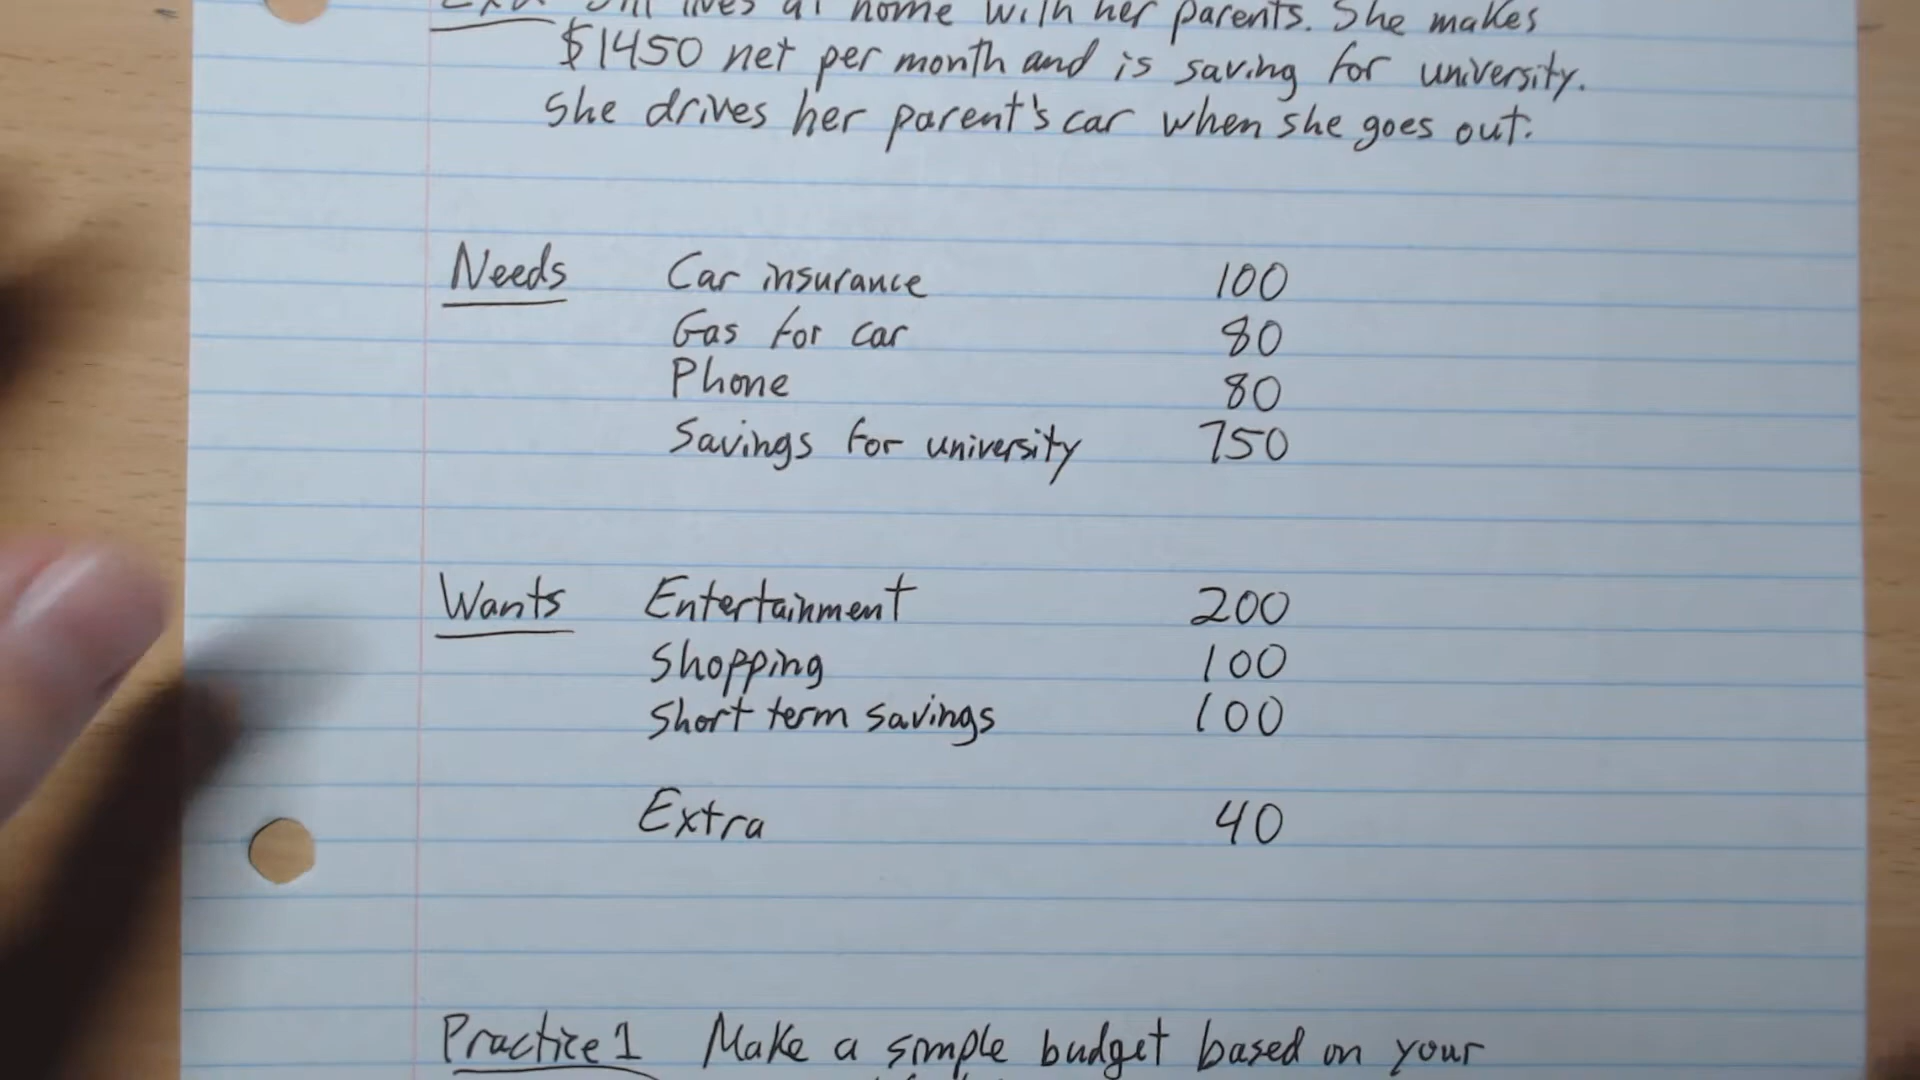 lives at home with her parents. She makes
$1450 net per month and is saving for university.
She drives her parent's car when she goes out.
Needs Car insurance 100
Gas for car 80
Phone 80
Savings for university 750
Wants Entertainment 200
Shopping 100
Short term savings 100
Extra 40
Practice 1 Make a simple budget based on your